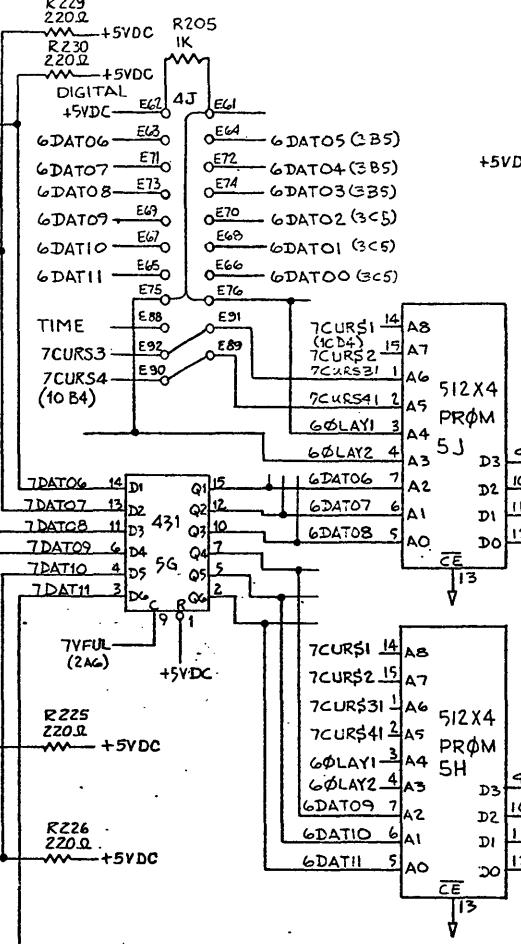 R229
220Ω
+5VDC
R230
220Ω
+5VDC
R205
1K
DIGITAL
+5VDC E62 4J E61
6DAT06 E63 E64 6DAT05 (3B5)
6DAT07 E71 E72 6DAT04 (3B5)
6DAT08 E73 E74 6DAT03 (3B5)
6DAT09 E69 E70 6DAT02 (3C5)
6DAT10 E67 E68 6DAT01 (3C5)
6DAT11 E65 E66 6DAT00 (3C5)
E75 E76
TIME E88 E91
7CURS3 E92 E89
7CURS4 E90
(10B4)
7CURS1 14 A8
(1CD4)
7CURS2 15 A7
7CURS31 1 A6
7CURS41 2 A5
6ØLAY1 3 A4
6ØLAY2 4 A3
6DAT06 7 A2
6DAT07 6 A1
6DAT08 5 A0
512X4
PRØM
5J
D3
D2
D1
D0
CE
13
7DAT06 14 D1 Q1 15
7DAT07 13 D2 Q2 12
7DAT08 11 D3 Q3 10
7DAT09 6 D4 Q4 7
7DAT10 4 D5 Q5 5
7DAT11 3 D6 Q6 2
431
5G
C R
9 1
7VFUL
(2A6)
+5VDC
R225
220Ω
+5VDC
R226
220Ω
+5VDC
7CURS1 14 A8
7CURS2 15 A7
7CURS31 1 A6
7CURS41 2 A5
6ØLAY1 3 A4
6ØLAY2 4 A3
6DAT09 7 A2
6DAT10 6 A1
6DAT11 5 A0
512X4
PRØM
5H
D3
D2
D1
D0
CE
13